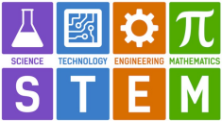 π
SCIENCE TECHNOLOGY ENGINEERING MATHEMATICS
S T E M